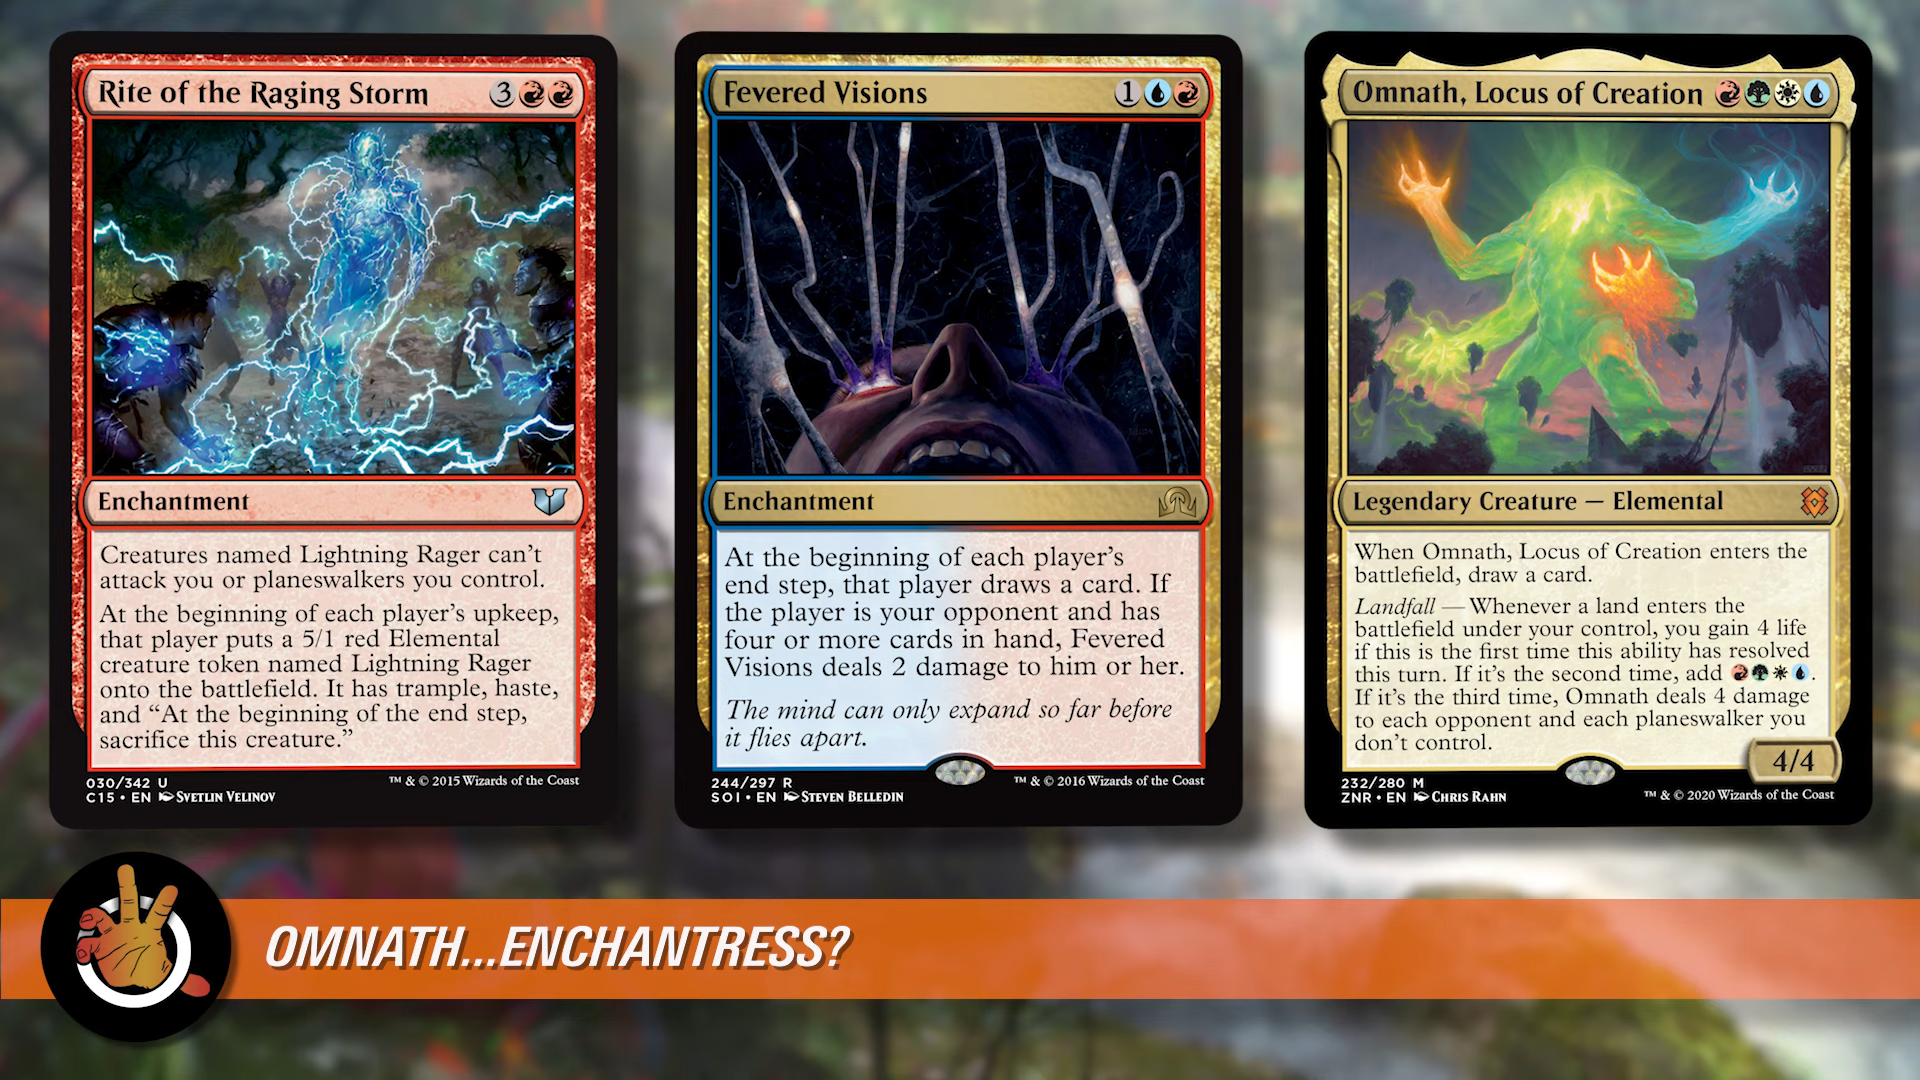 Rite of the Raging Storm 3
Enchantment
Creatures named Lightning Rager can't
attack you or planeswalkers you control.
At the beginning of each player's upkeep,
that player puts a 5/1 red Elemental
creature token named Lightning Rager
onto the battlefield. It has trample, haste,
and "At the beginning of the end step,
sacrifice this creature."
030/342 U
C15 • EN SVETLIN VELINOV
™ & © 2015 Wizards of the Coast
Fevered Visions 1
Enchantment
At the beginning of each player's
end step, that player draws a card. If
the player is your opponent and has
four or more cards in hand, Fevered
Visions deals 2 damage to him or her.
The mind can only expand so far before
it flies apart.
244/297 R
SOI • EN STEVEN BELLEDIN
™ & © 2016 Wizards of the Coast
Omnath, Locus of Creation
Legendary Creature — Elemental
When Omnath, Locus of Creation enters the
battlefield, draw a card.
Landfall — Whenever a land enters the
battlefield under your control, you gain 4 life
if this is the first time this ability has resolved
this turn. If it's the second time, add .
If it's the third time, Omnath deals 4 damage
to each opponent and each planeswalker you
don't control.
4/4
232/280 M
ZNR • EN CHRIS RAHN
™ & © 2020 Wizards of the Coast
OMNATH...ENCHANTRESS?